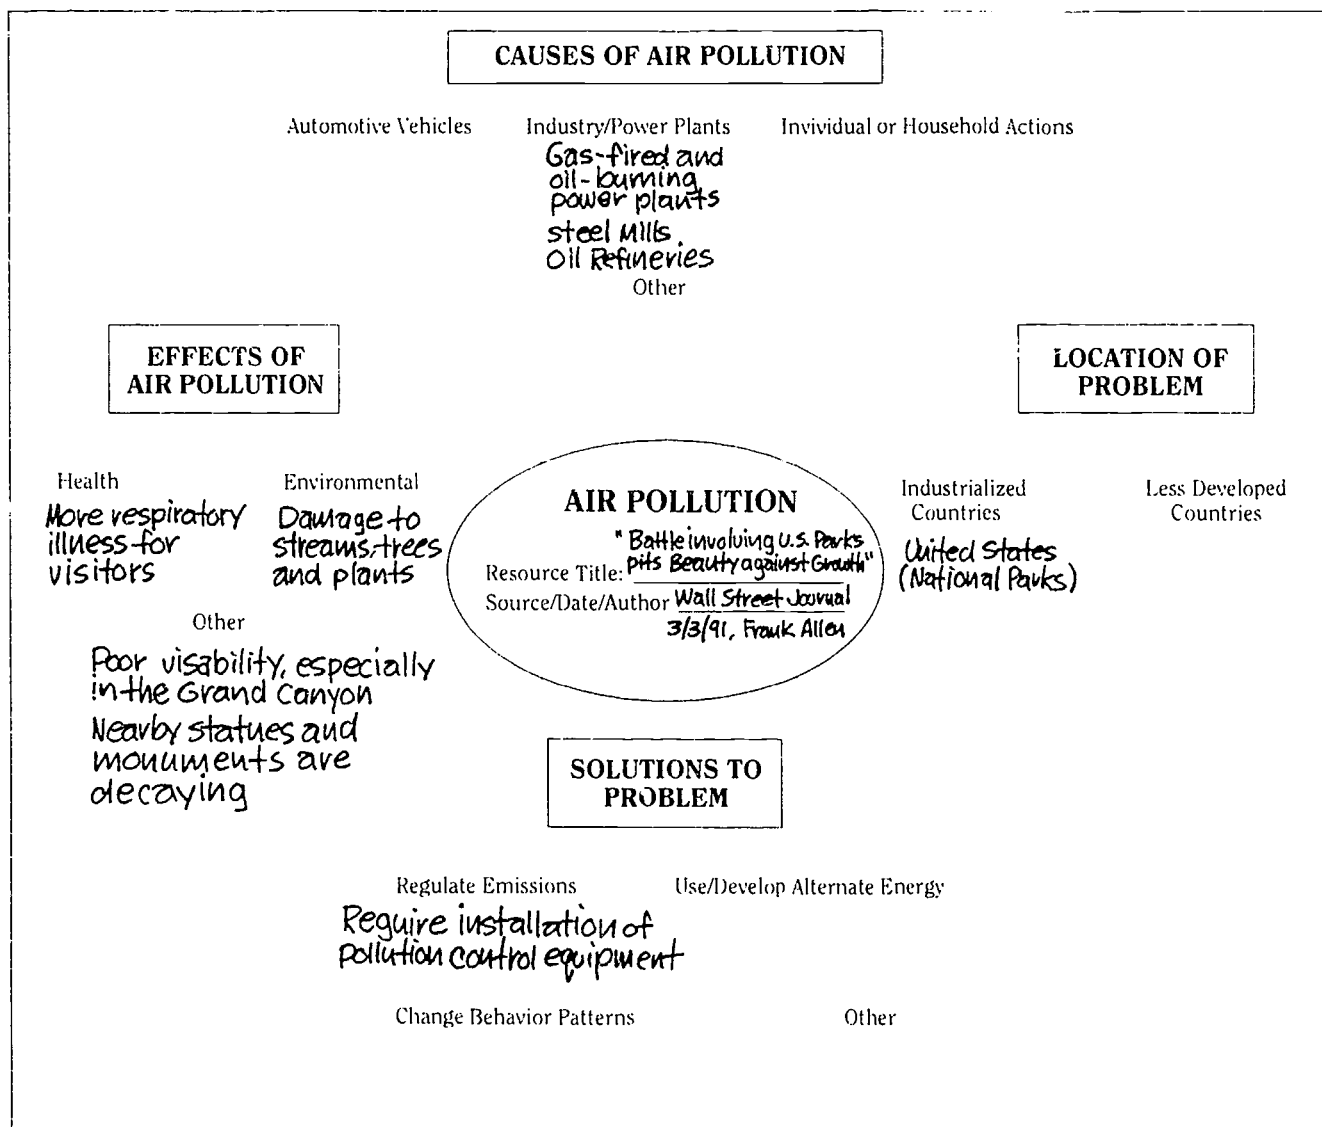 CAUSES OF AIR POLLUTION
Automotive Vehicles
Industry/Power Plants
Invividual or Household Actions
Gas-fired and
oil-burning
power plants
steel Mills.
Oil Refineries
Other
EFFECTS OF
AIR POLLUTION
LOCATION OF
PROBLEM
Health
More respiratory
illness for
visitors
Environmental
Damage to
streams, trees
and plants
Other
Poor visability, especially
in the Grand Canyon
Nearby statues and
monuments are
decaying
AIR POLLUTION
"Battle involving U.S. Parks
Resource Title: pits Beauty against Growth"
Source/Date/Author Wall Street Journal
3/3/91, Frank Allen
Industrialized
Countries
United States
(National Parks)
Less Developed
Countries
SOLUTIONS TO
PROBLEM
Regulate Emissions
Require installation of
pollution control equipment
Use/Develop Alternate Energy
Change Behavior Patterns
Other